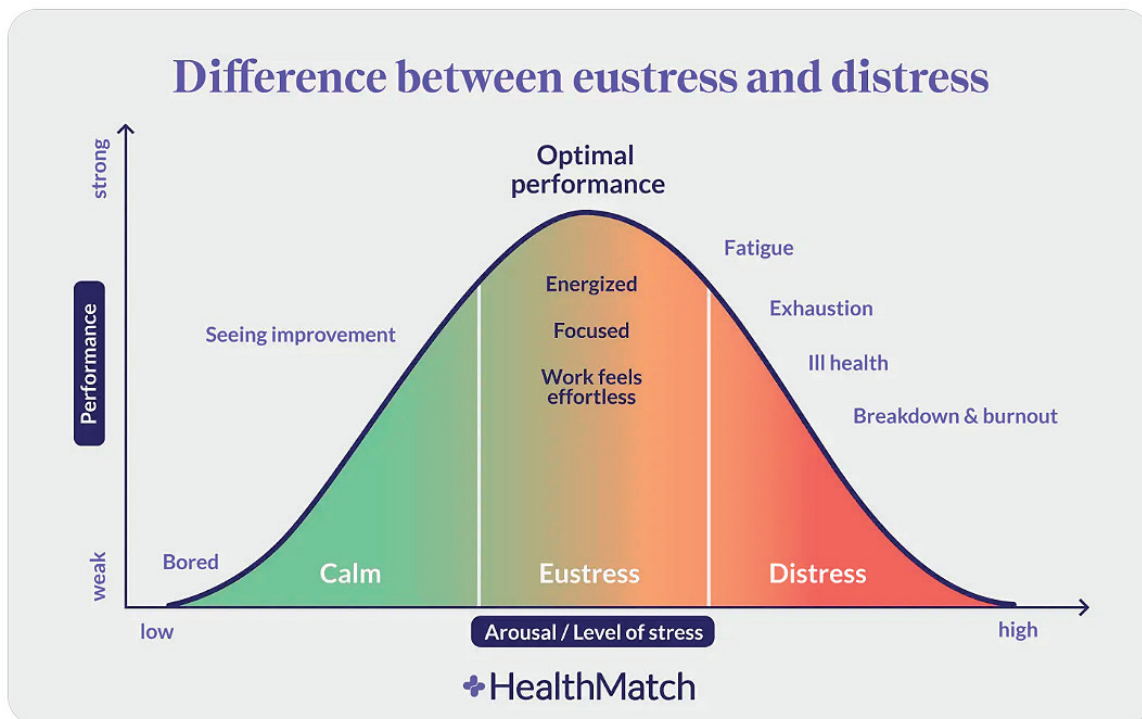 Difference between eustress and distress
strong
Optimal
performance
Fatigue
Energized
Exhaustion
Performance
Seeing improvement
Focused
Ill health
Work feels
effortless
Breakdown & burnout
weak
Bored
Calm
Eustress
Distress
low
Arousal / Level of stress
high
HealthMatch